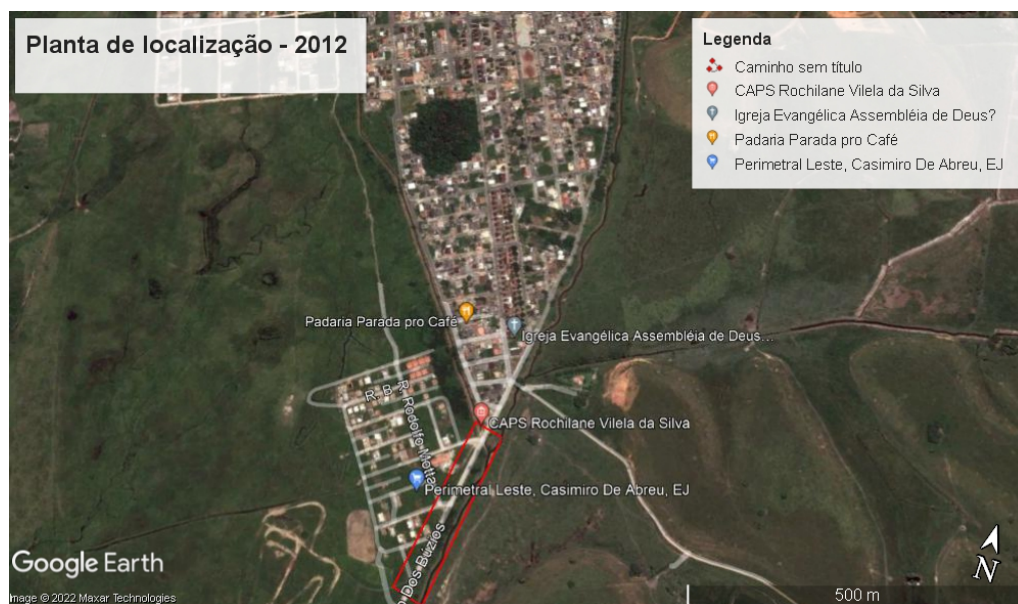 Planta de localização - 2012
Legenda
Caminho sem título
CAPS Rochilane Vilela da Silva
Igreja Evangélica Assembléia de Deus?
Padaria Parada pro Café
Perimetral Leste, Casimiro De Abreu, EJ
Padaria Parada pro Café
Igreja Evangélica Assembléia de Deus...
R. B
R. Rodolfo Motta
CAPS Rochilane Vilela da Silva
Perimetral Leste, Casimiro De Abreu, EJ
Dos Búzios
Google Earth
Image © 2022 Maxar Technologies
500 m
N